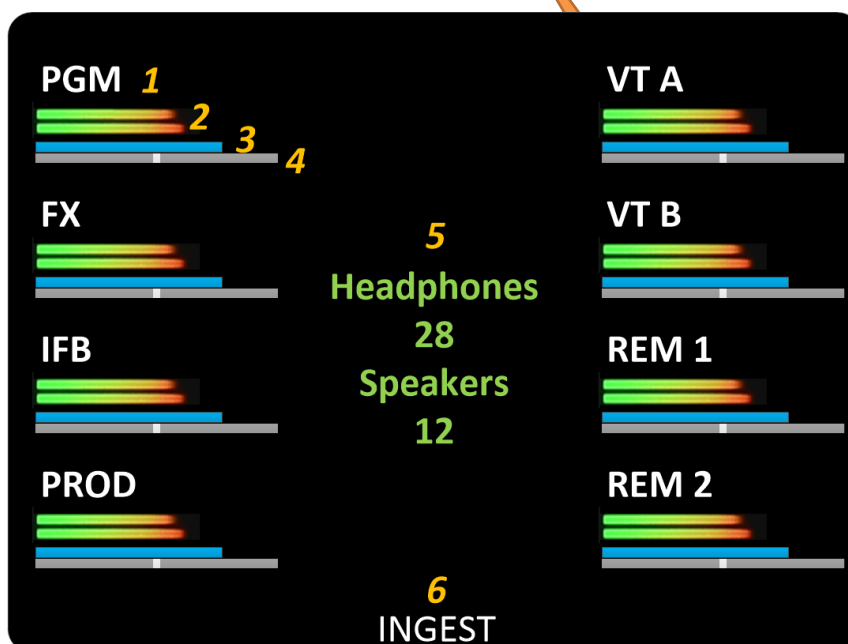 PGM 1
2
3
4
FX
IFB
PROD
5
Headphones
28
Speakers
12
6
INGEST
VT A
VT B
REM 1
REM 2